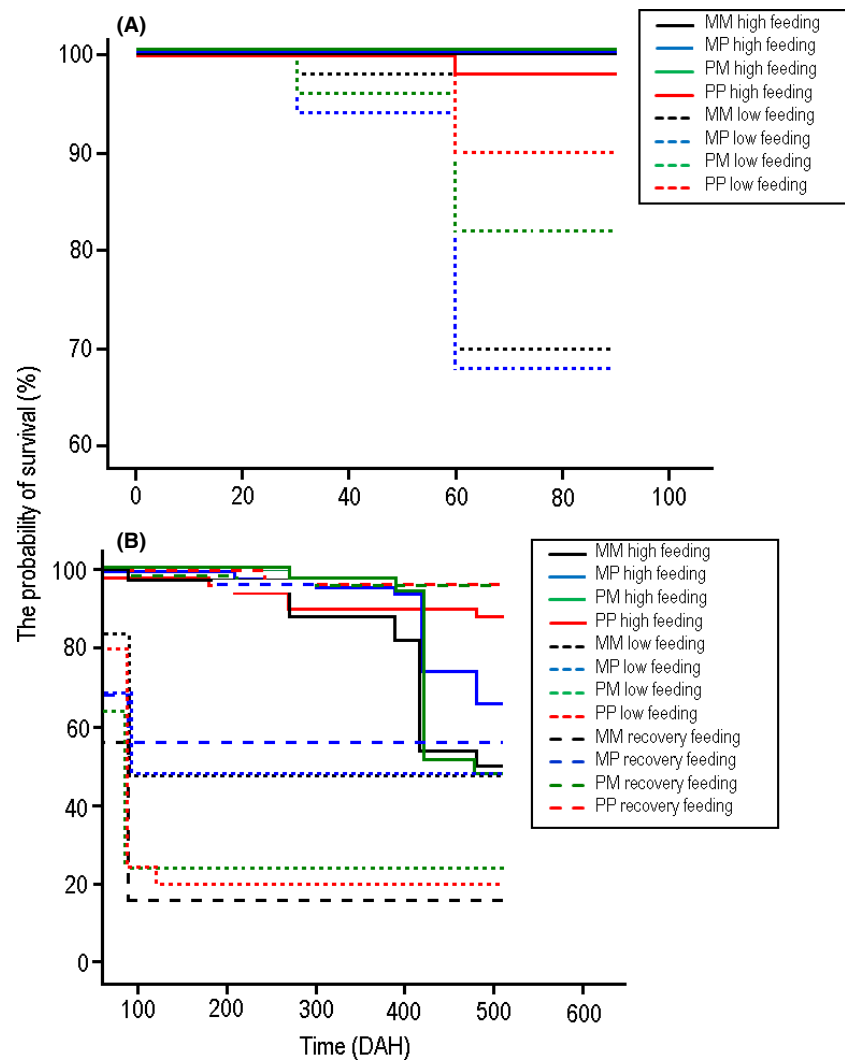 (A)
100
90
80
70
60
0
20
40
60
80
100
MM high feeding
MP high feeding
PM high feeding
PP high feeding
MM low feeding
MP low feeding
PM low feeding
PP low feeding
The probability of survival (%)
(B)
100
80
60
40
20
0
100
200
300
400
500
600
Time (DAH)
MM high feeding
MP high feeding
PM high feeding
PP high feeding
MM low feeding
MP low feeding
PM low feeding
PP low feeding
MM recovery feeding
MP recovery feeding
PM recovery feeding
PP recovery feeding